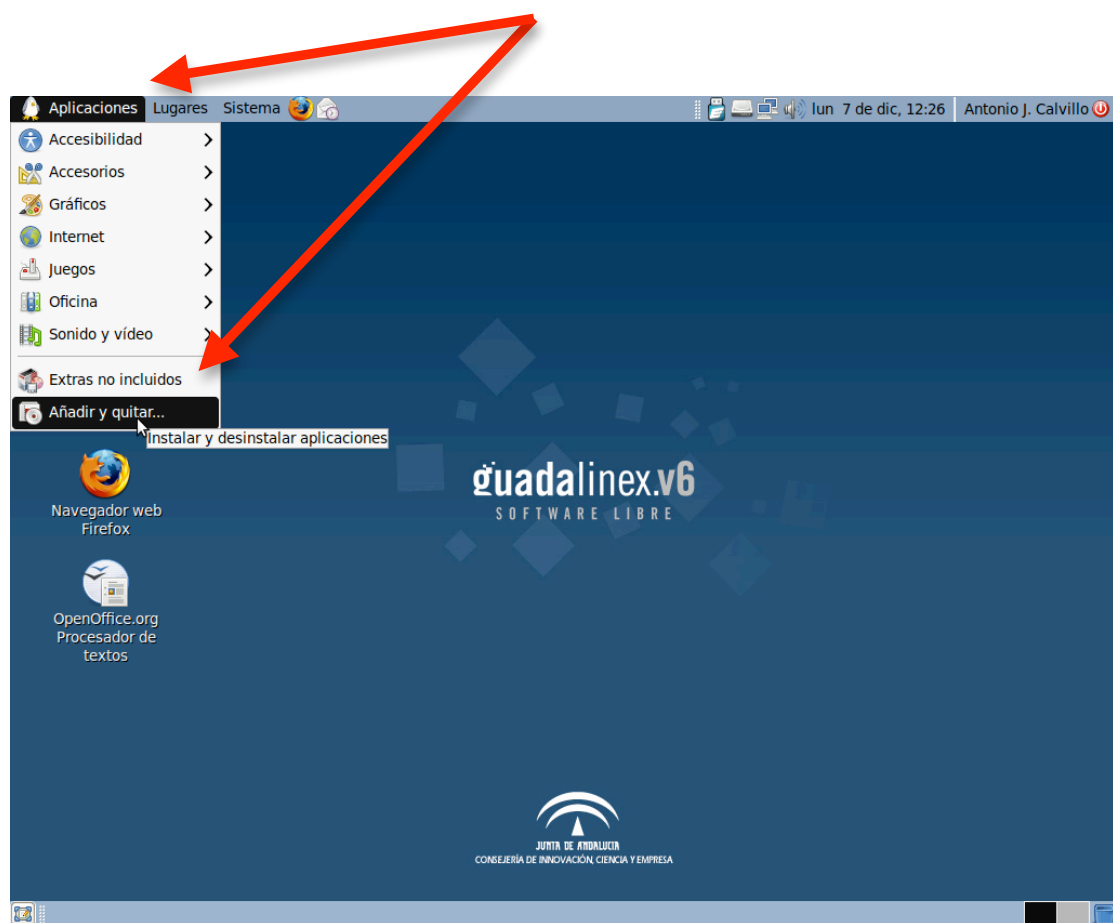 Aplicaciones Lugares Sistema lun 7 de dic, 12:26 Antonio J. Calvillo
Accesibilidad
Accesorios
Gráficos
Internet
Juegos
Oficina
Sonido y vídeo
Extras no incluidos
Añadir y quitar...
Instalar y desinstalar aplicaciones
Navegador web
Firefox
OpenOffice.org
Procesador de
textos
guadalinex.v6
SOFTWARE LIBRE
JUNTA DE ANDALUCIA
CONSEJERÍA DE INNOVACIÓN, CIENCIA Y EMPRESA